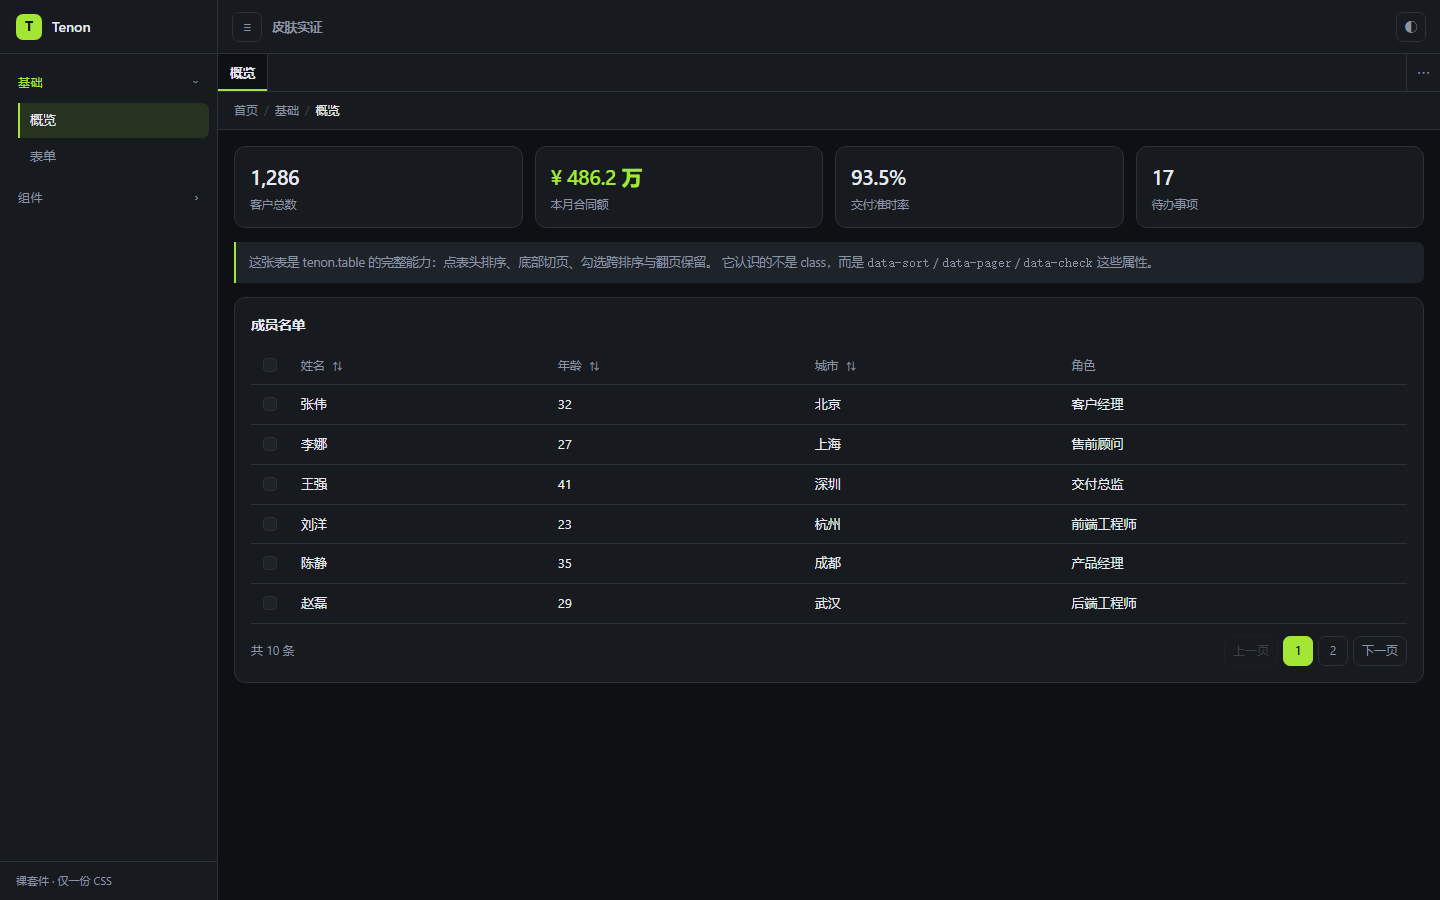 T Tenon
☰ 皮肤实证
基础
概览
表单
组件
裸套件 · 仅一份 CSS
概览
···
首页 / 基础 / 概览
1,286
客户总数
¥ 486.2 万
本月合同额
93.5%
交付准时率
17
待办事项
这张表是 tenon.table 的完整能力：点表头排序、底部切页、勾选跨排序与翻页保留。 它认识的不是 class，而是 data-sort / data-pager / data-check 这些属性。
成员名单
姓名 ⇅ 年龄 ⇅ 城市 ⇅ 角色
张伟 32 北京 客户经理
李娜 27 上海 售前顾问
王强 41 深圳 交付总监
刘洋 23 杭州 前端工程师
陈静 35 成都 产品经理
赵磊 29 武汉 后端工程师
共 10 条 上一页 1 2 下一页